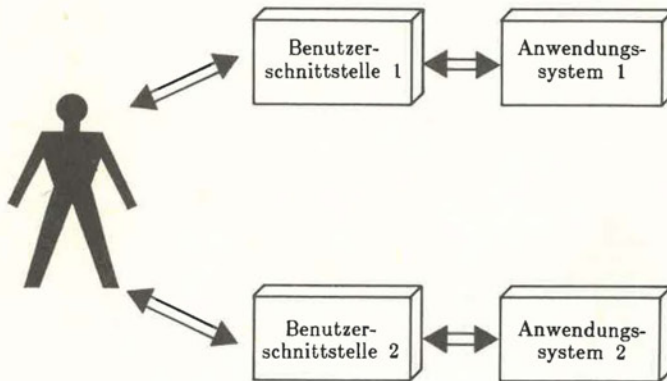 Benutzer-
schnittstelle 1
Anwendungs-
system 1
Benutzer-
schnittstelle 2
Anwendungs-
system 2